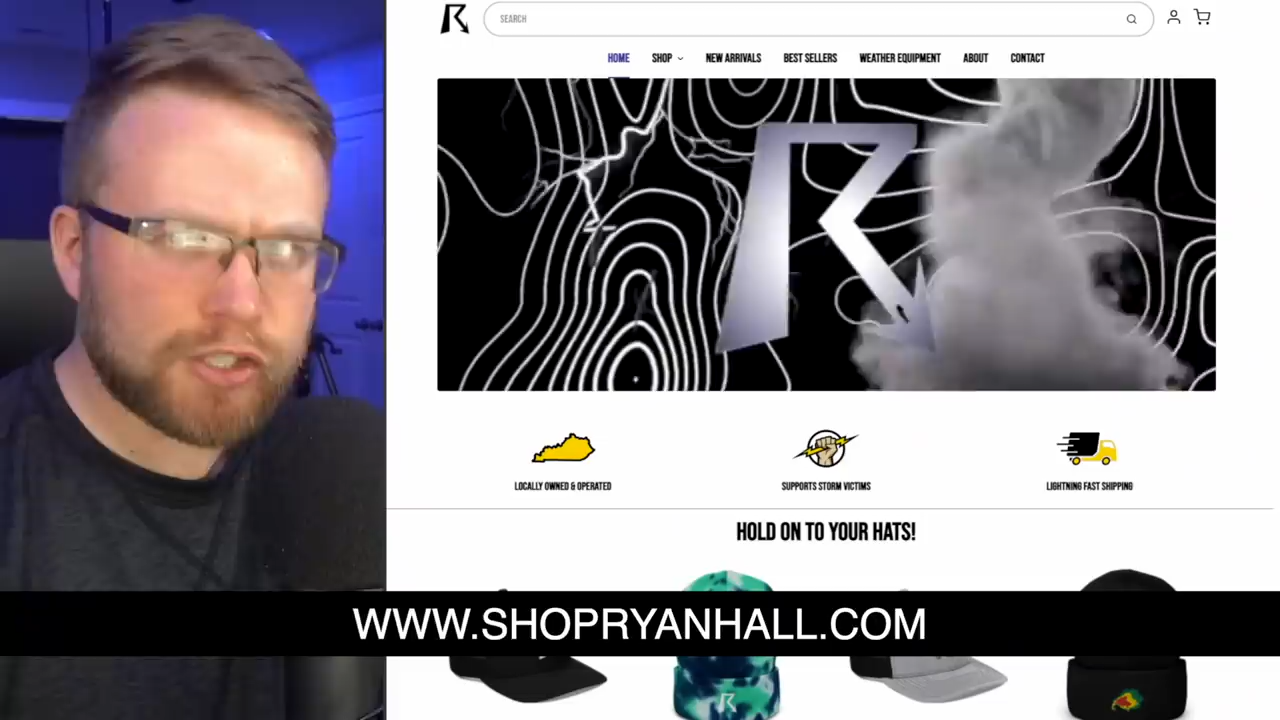 SEARCH
HOME SHOP NEW ARRIVALS BEST SELLERS WEATHER EQUIPMENT ABOUT CONTACT
LOCALLY OWNED & OPERATED SUPPORTS STORM VICTIMS LIGHTNING FAST SHIPPING
HOLD ON TO YOUR HATS!
WWW.SHOPRYANHALL.COM